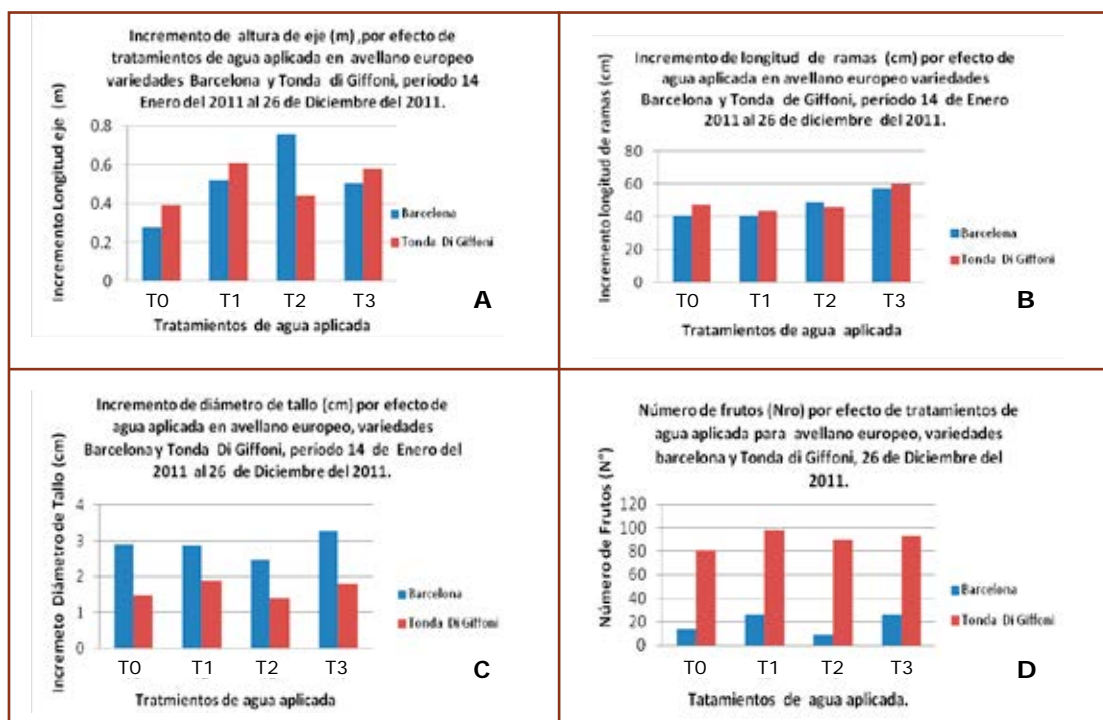 Incremento de altura de eje (m) ,por efecto de
tratamientos de agua aplicada en avellano europeo
variedades Barcelona y Tonda di Giffoni, periodo 14
Enero del 2011 al 26 de Diciembre del 2011.
Incremento Longitud eje (m)
0.8
0.6
0.4
0.2
0
T0 T1 T2 T3
Barcelona
Tonda Di Giffoni
Tratamientos de agua aplicada
A
Incremento de longitud de ramas (cm) por efecto de
agua aplicada en avellano europeo variedades
Barcelona y Tonda de Giffoni, periodo 14 de Enero
2011 al 26 de diciembre del 2011.
Incremento longitud de ramas (cm)
80
60
40
20
0
T0 T1 T2 T3
Barcelona
Tonda Di Giffoni
Tratamientos de agua aplicada
B
Incremento de diámetro de tallo (cm) por efecto de
agua aplicada en avellano europeo, variedades
Barcelona y Tonda Di Giffoni, periodo 14 de Enero del
2011 al 26 de Diciembre del 2011.
Incremeto Diámetro de Tallo (cm)
4
3
2
1
0
T0 T1 T2 T3
Barcelona
Tonda Di Giffoni
Tratmientos de agua aplicada
C
Número de frutos (Nro) por efecto de tratamientos de
agua aplicada para avellano europeo, variedades
barcelona y Tonda di Giffoni, 26 de Diciembre del
2011.
Número de Frutos (N°)
120
100
80
60
40
20
0
T0 T1 T2 T3
Barcelona
Tonda Di Giffoni
Tatamientos de agua aplicada.
D